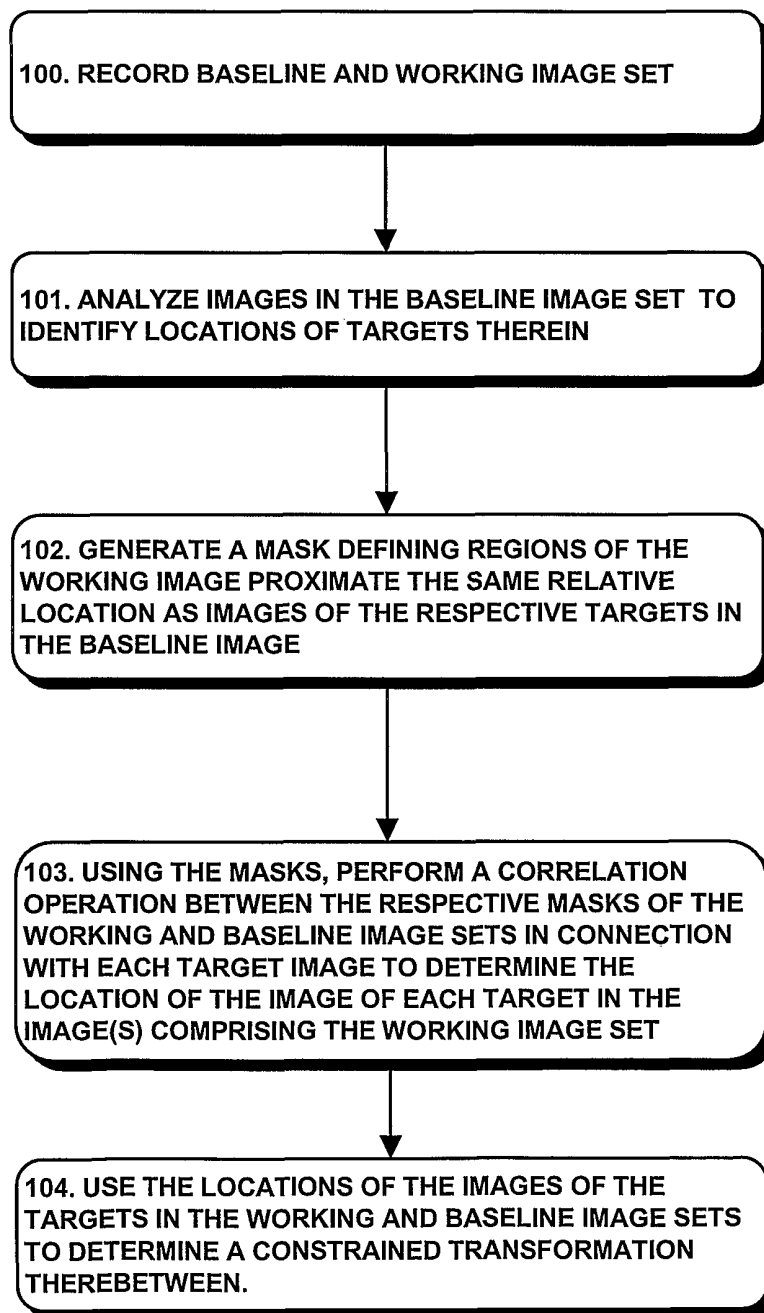 100. RECORD BASELINE AND WORKING IMAGE SET
101. ANALYZE IMAGES IN THE BASELINE IMAGE SET TO
IDENTIFY LOCATIONS OF TARGETS THEREIN
102. GENERATE A MASK DEFINING REGIONS OF THE
WORKING IMAGE PROXIMATE THE SAME RELATIVE
LOCATION AS IMAGES OF THE RESPECTIVE TARGETS IN
THE BASELINE IMAGE
103. USING THE MASKS, PERFORM A CORRELATION
OPERATION BETWEEN THE RESPECTIVE MASKS OF THE
WORKING AND BASELINE IMAGE SETS IN CONNECTION
WITH EACH TARGET IMAGE TO DETERMINE THE
LOCATION OF THE IMAGE OF EACH TARGET IN THE
IMAGE(S) COMPRISING THE WORKING IMAGE SET
104. USE THE LOCATIONS OF THE IMAGES OF THE
TARGETS IN THE WORKING AND BASELINE IMAGE SETS
TO DETERMINE A CONSTRAINED TRANSFORMATION
THEREBETWEEN.